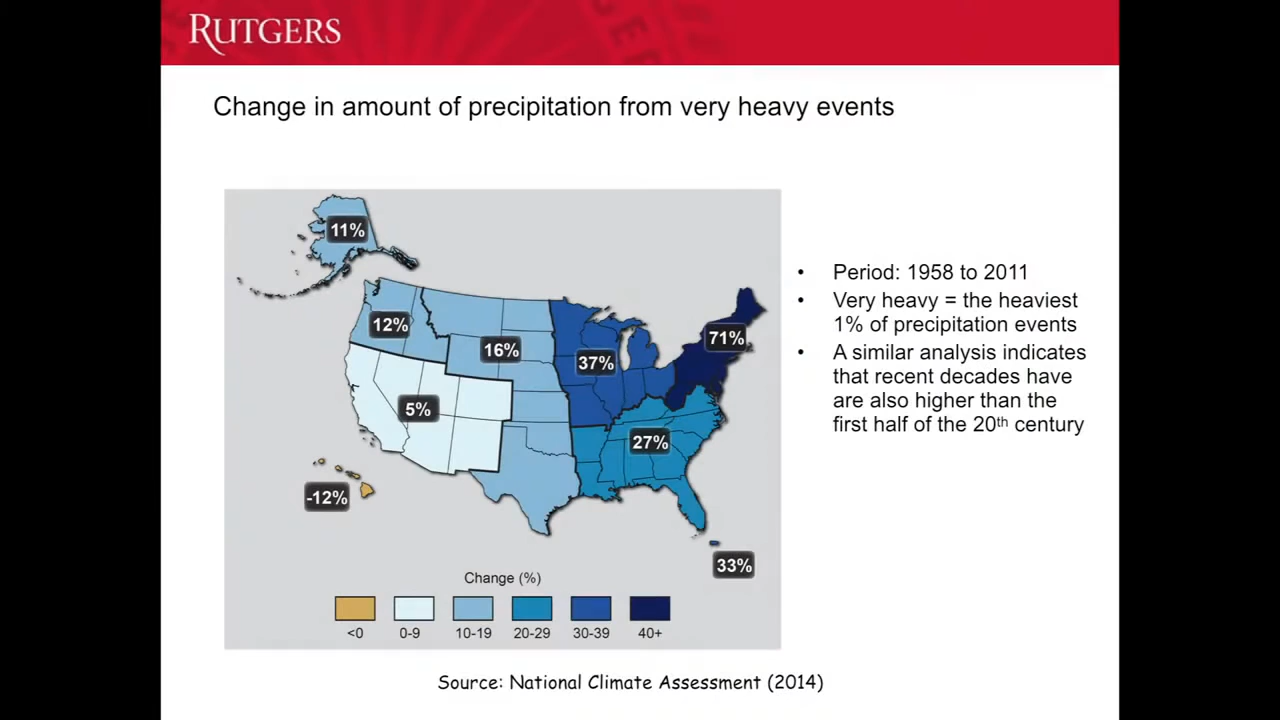 RUTGERS
Change in amount of precipitation from very heavy events
11%
12%
16%
37%
71%
5%
27%
-12%
33%
Change (%)
<0
0-9
10-19
20-29
30-39
40+
• Period: 1958 to 2011
• Very heavy = the heaviest
1% of precipitation events
• A similar analysis indicates
that recent decades have
are also higher than the
first half of the 20th century
Source: National Climate Assessment (2014)